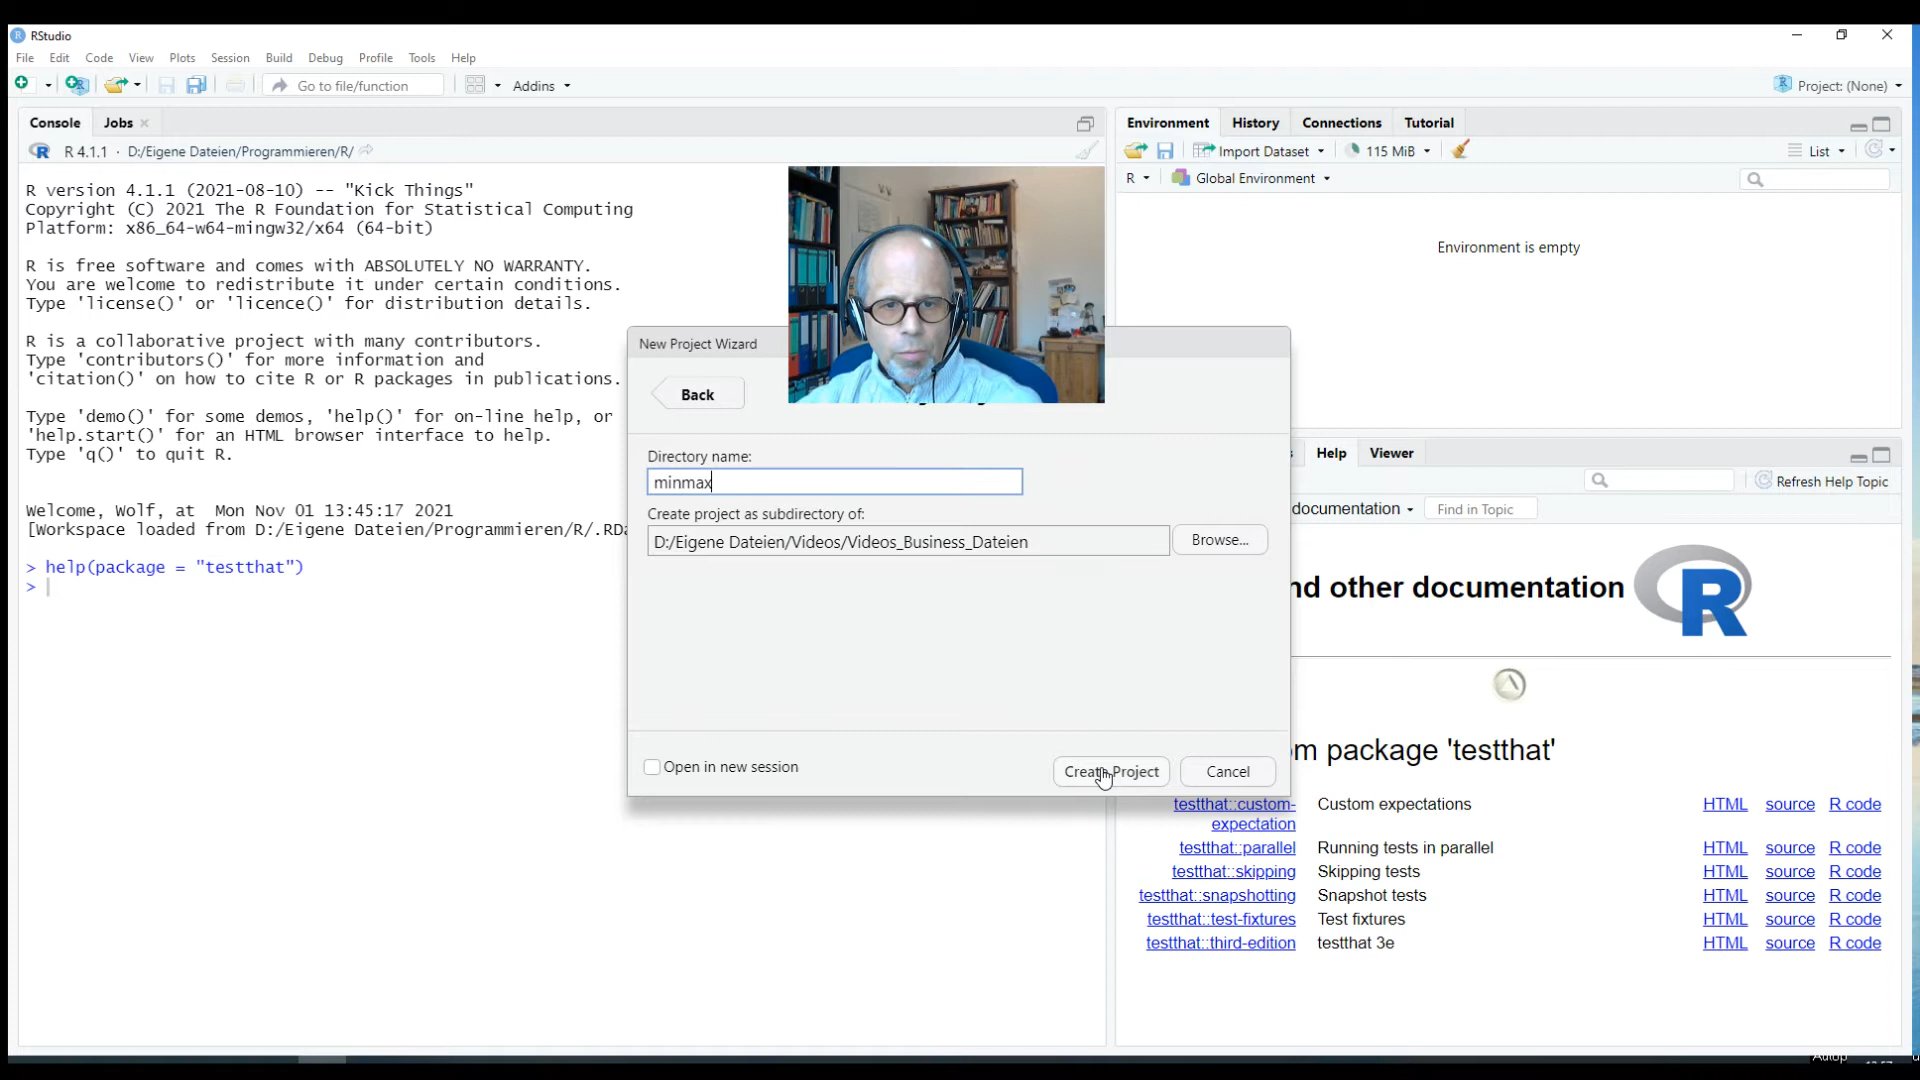 RStudio
File Edit Code View Plots Session Build Debug Profile Tools Help
Go to file/function
Addins
Project: (None)
Console Jobs
R 4.1.1 · D:/Eigene Dateien/Programmieren/R/
R version 4.1.1 (2021-08-10) -- "Kick Things"
Copyright (C) 2021 The R Foundation for Statistical Computing
Platform: x86_64-w64-mingw32/x64 (64-bit)
R is free software and comes with ABSOLUTELY NO WARRANTY.
You are welcome to redistribute it under certain conditions.
Type 'license()' or 'licence()' for distribution details.
R is a collaborative project with many contributors.
Type 'contributors()' for more information and
'citation()' on how to cite R or R packages in publications.
Type 'demo()' for some demos, 'help()' for on-line help, or
'help.start()' for an HTML browser interface to help.
Type 'q()' to quit R.
Welcome, Wolf, at Mon Nov 01 13:45:17 2021
[Workspace loaded from D:/Eigene Dateien/Programmieren/R/.RDa
> help(package = "testthat")
>
New Project Wizard
Back
Directory name:
minmax
Create project as subdirectory of:
D:/Eigene Dateien/Videos/Videos_Business_Dateien
Browse...
Open in new session
Create Project
Cancel
Environment History Connections Tutorial
Import Dataset
115 MiB
List
R
Global Environment
Environment is empty
Help Viewer
Refresh Help Topic
documentation
Find in Topic
nd other documentation
R
m package 'testthat'
testthat::custom-expectation Custom expectations HTML source R code
testthat::parallel Running tests in parallel HTML source R code
testthat::skipping Skipping tests HTML source R code
testthat::snapshotting Snapshot tests HTML source R code
testthat::test-fixtures Test fixtures HTML source R code
testthat::third-edition testthat 3e HTML source R code